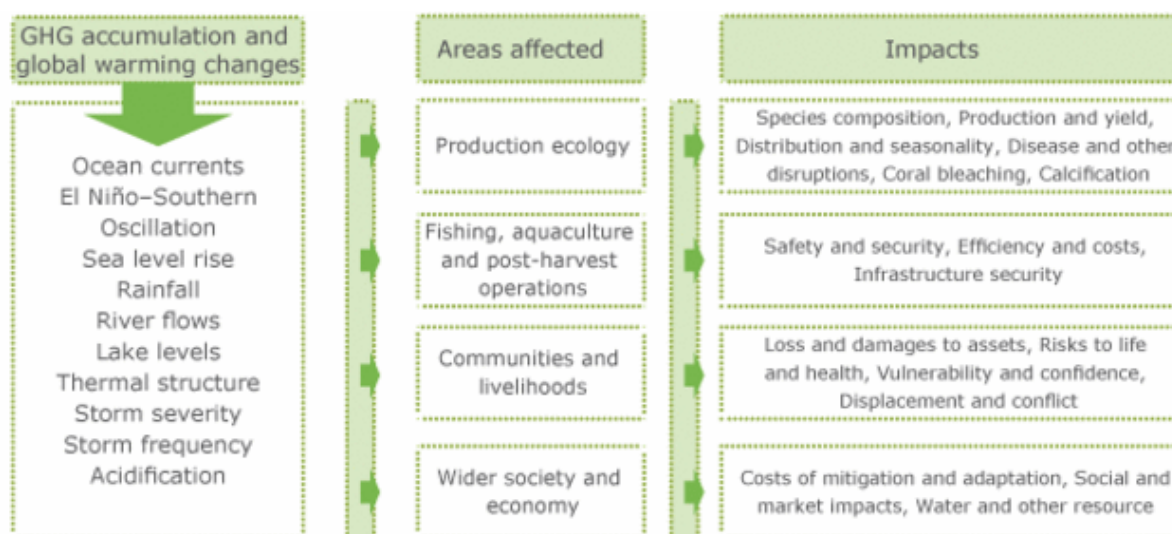 GHG accumulation and
global warming changes
Ocean currents
El Niño–Southern
Oscillation
Sea level rise
Rainfall
River flows
Lake levels
Thermal structure
Storm severity
Storm frequency
Acidification
Areas affected
Production ecology
Fishing, aquaculture
and post-harvest
operations
Communities and
livelihoods
Wider society and
economy
Impacts
Species composition, Production and yield,
Distribution and seasonality, Disease and other
disruptions, Coral bleaching, Calcification
Safety and security, Efficiency and costs,
Infrastructure security
Loss and damages to assets, Risks to life
and health, Vulnerability and confidence,
Displacement and conflict
Costs of mitigation and adaptation, Social and
market impacts, Water and other resource